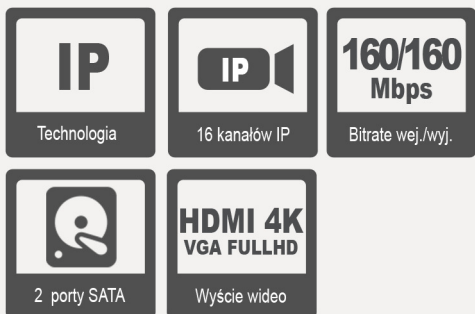 IP
Technologia
IP
16 kanałów IP
160/160
Mbps
Bitrate wej./wyj.
2 porty SATA
HDMI 4K
VGA FULLHD
Wyście wideo